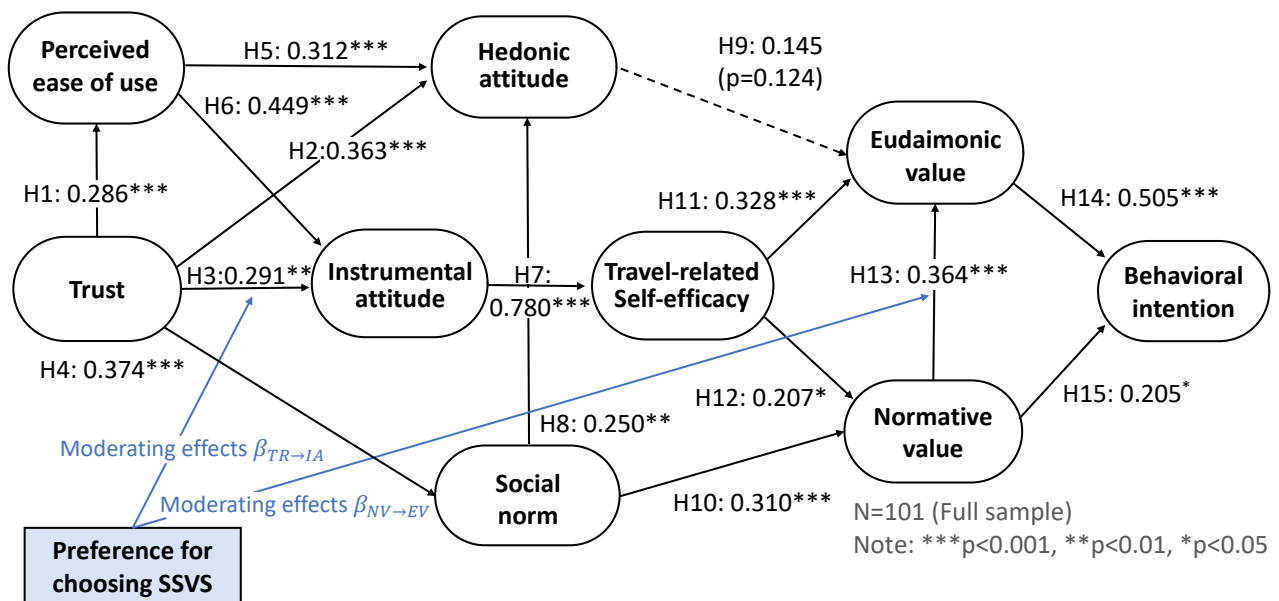 Perceived
ease of use
H5: 0.312***
Hedonic
attitude
H9: 0.145
(p=0.124)
H6: 0.449***
H2:0.363***
Eudaimonic
value
H1: 0.286***
H11: 0.328***
H14: 0.505***
Trust
H3:0.291**
Instrumental
attitude
H7:
0.780***
Travel-related
Self-efficacy
H13: 0.364***
Behavioral
intention
H4: 0.374***
H12: 0.207*
H15: 0.205*
H8: 0.250**
Normative
value
Moderating effects βTR→IA
Moderating effects βNV→EV
Social
norm
H10: 0.310***
N=101 (Full sample)
Note: ***p<0.001, **p<0.01, *p<0.05
Preference for
choosing SSVS